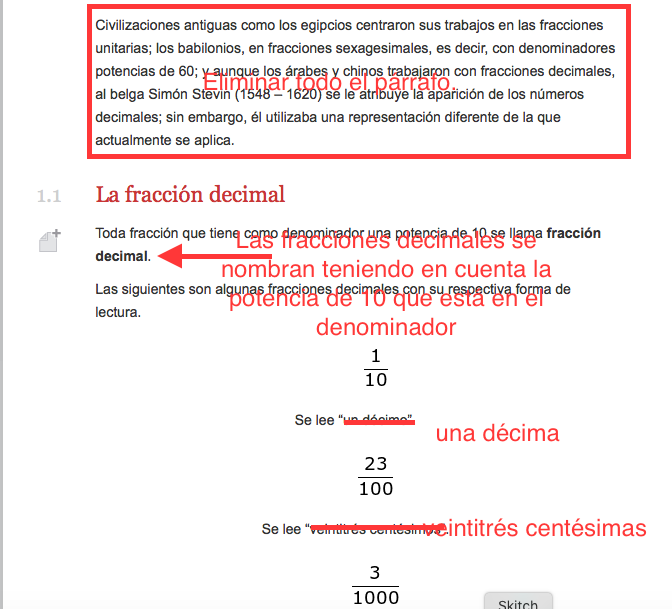 Civilizaciones antiguas como los egipcios centraron sus trabajos en las fracciones
unitarias; los babilonios, en fracciones sexagesimales, es decir, con denominadores
potencias de 60; y aunque los árabes y chinos trabajaron con fracciones decimales,
Eliminar todo el párrafo.
al belga Simón Stevin (1548 – 1620) se le atribuye la aparición de los números
decimales; sin embargo, él utilizaba una representación diferente de la que
actualmente se aplica.
1.1 La fracción decimal
Toda fracción que tiene como denominador una potencia de 10 se llama fracción
decimal.
Las fracciones decimales se
nombran teniendo en cuenta la
potencia de 10 que está en el
denominador
Las siguientes son algunas fracciones decimales con su respectiva forma de
lectura.
1
10
Se lee “un décimo”
una décima
23
100
Se lee “veintitrés centésimos”.
veintitrés centésimas
3
1000
Skitch